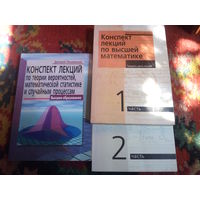 КОНСПЕКТ ЛЕКЦИЙ
по теории вероятностей,
математической статистике
и случайным процессам
Конспект
лекций
по высшей
математике
1
часть
2
часть